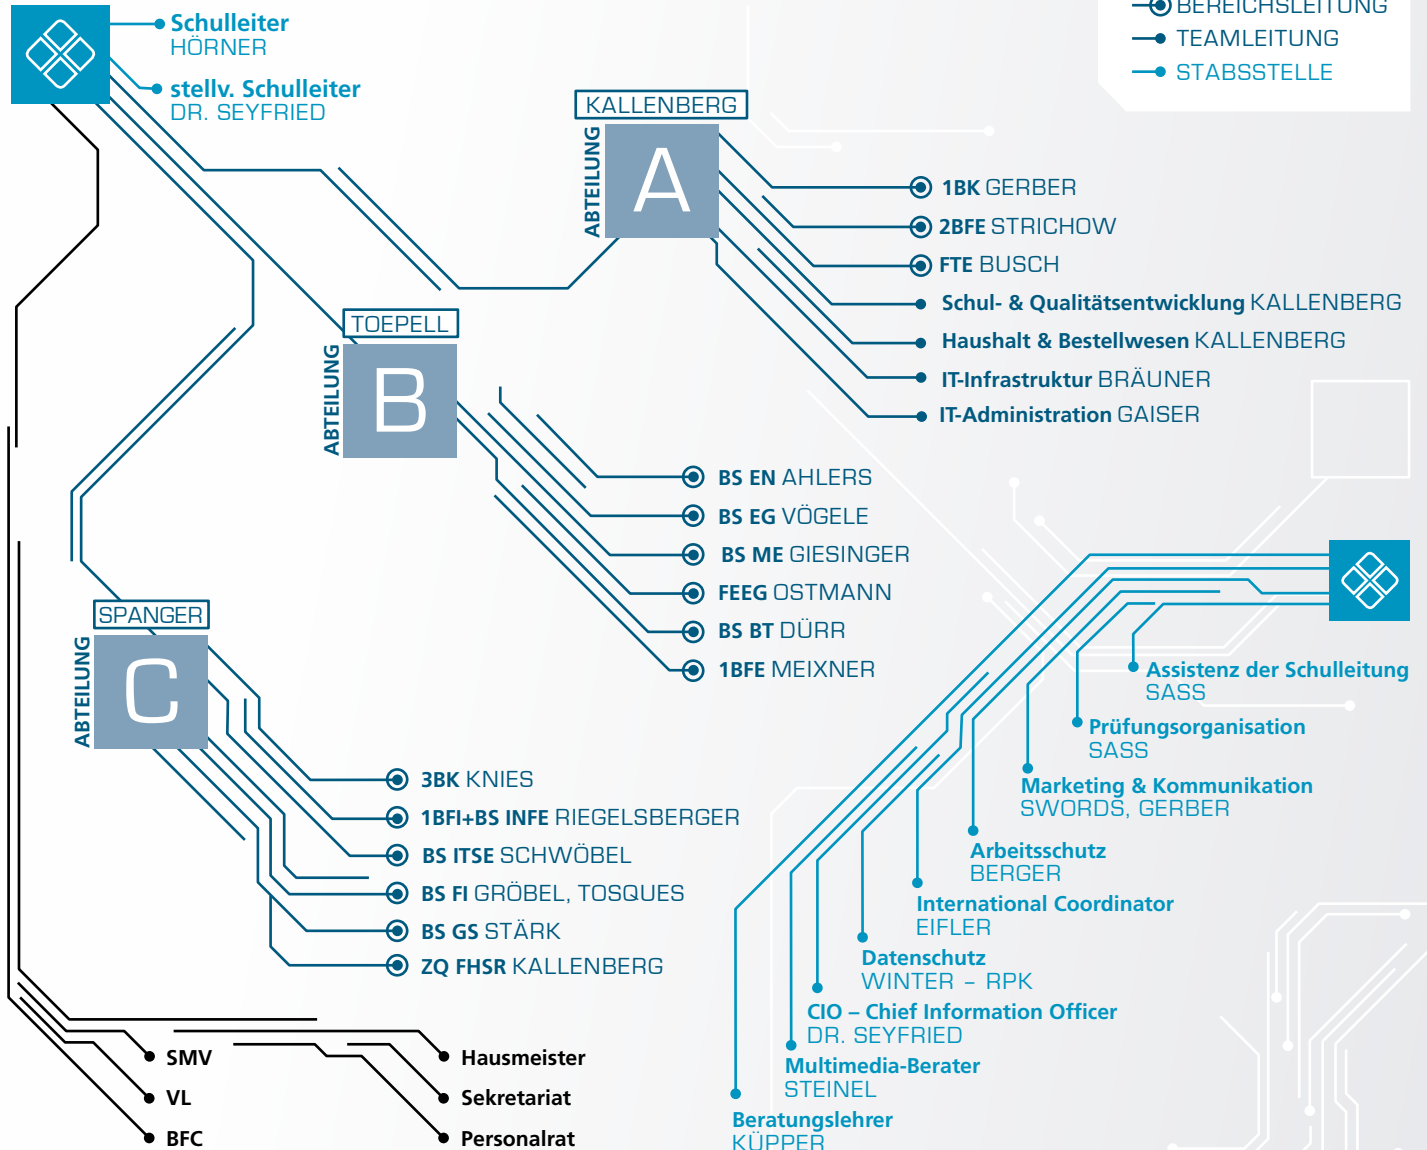 Schulleiter
HÖRNER
stellv. Schulleiter
DR. SEYFRIED
BEREICHSLEITUNG
TEAMLEITUNG
STABSSTELLE
KALLENBERG
ABTEILUNG
A
1BK GERBER
2BFE STRICHOW
FTE BUSCH
Schul- & Qualitätsentwicklung KALLENBERG
Haushalt & Bestellwesen KALLENBERG
IT-Infrastruktur BRÄUNER
IT-Administration GAISER
TOEPELL
ABTEILUNG
B
BS EN AHLERS
BS EG VÖGELE
BS ME GIESINGER
FEEG OSTMANN
BS BT DÜRR
1BFE MEIXNER
SPANGER
ABTEILUNG
C
3BK KNIES
1BFI+BS INFE RIEGELSBERGER
BS ITSE SCHWÖBEL
BS FI GRÖBEL, TOSQUES
BS GS STÄRK
ZQ FHSR KALLENBERG
Assistenz der Schulleitung
SASS
Prüfungsorganisation
SASS
Marketing & Kommunikation
SWORDS, GERBER
Arbeitsschutz
BERGER
International Coordinator
EIFLER
Datenschutz
WINTER – RPK
CIO – Chief Information Officer
DR. SEYFRIED
Multimedia-Berater
STEINEL
Beratungslehrer
KÜPPER
SMV
VL
BFC
Hausmeister
Sekretariat
Personalrat